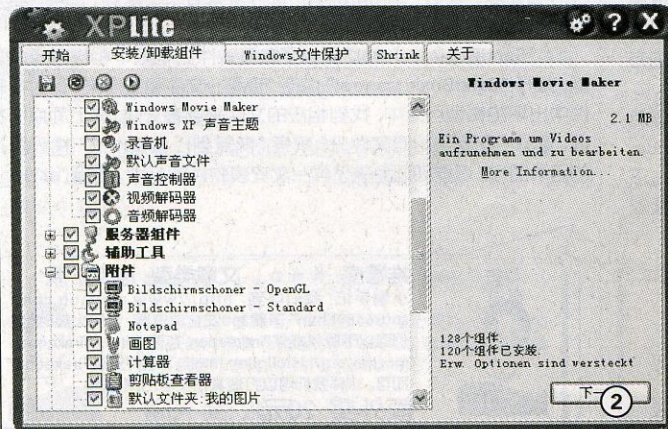 XPLite
开始 安装/卸载组件 Windows文件保护 Shrink 关于
Windows Movie Maker
Windows XP 声音主题
录音机
默认声音文件
声音控制器
视频解码器
音频解码器
服务器组件
辅助工具
附件
Bildschirmschoner - OpenGL
Bildschirmschoner - Standard
Notepad
画图
计算器
剪贴板查看器
默认文件夹:我的图片
Windows Movie Maker
2.1 MB
Ein Programm um Videos
aufzunehmen und zu bearbeiten.
More Information...
128个组件.
120个组件已安装.
Erw. Optionen sind versteckt
下一
2